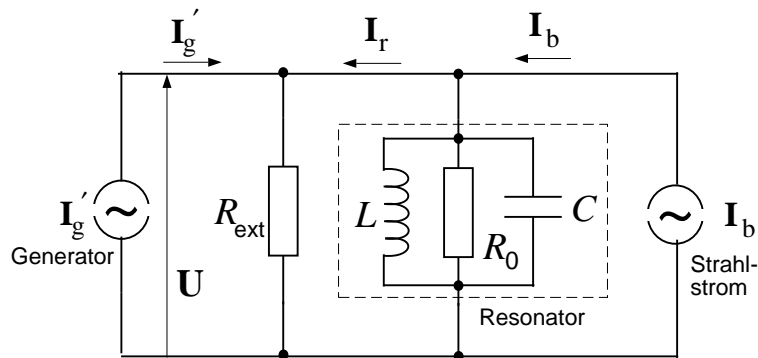 I_g′
I_r
I_b
I_g′
Generator
U
R_ext
L
R_0
C
Resonator
I_b
Strahl-
strom